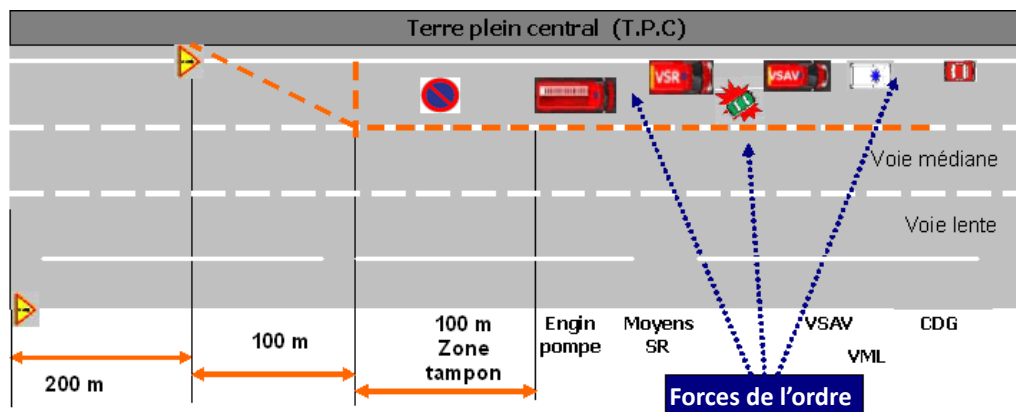 Terre plein central (T.P.C)
VSR
VSAV
Voie médiane
Voie lente
200 m
100 m
100 m
Zone
tampon
Engin
pompe
Moyens
SR
VSAV
VML
CDG
Forces de l'ordre